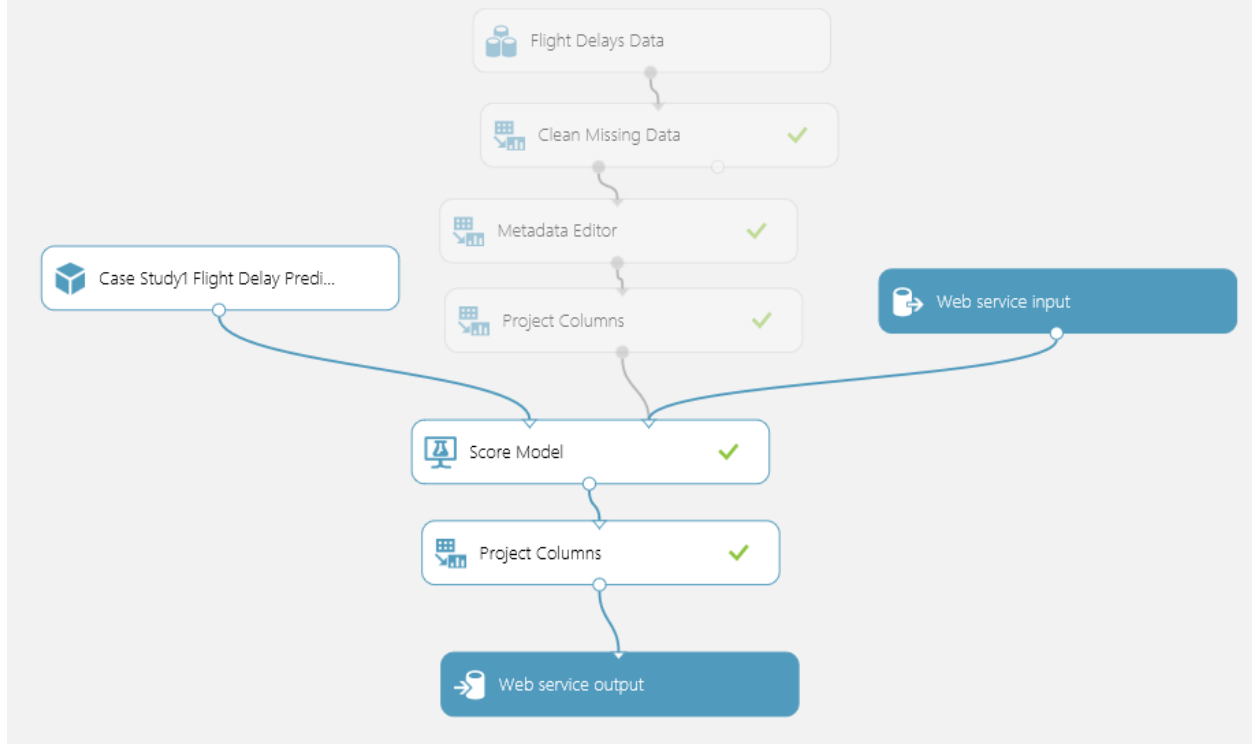 Flight Delays Data
Clean Missing Data
Metadata Editor
Case Study1 Flight Delay Predi...
Web service input
Project Columns
Score Model
Project Columns
Web service output